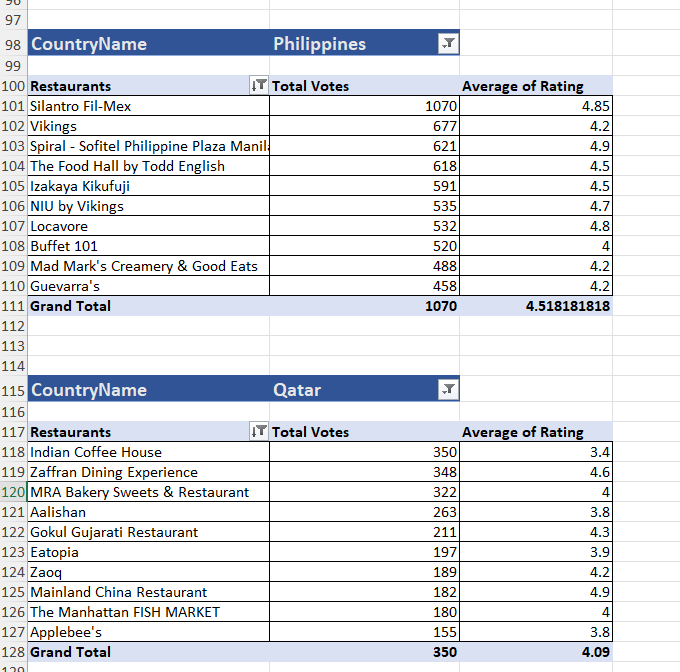 97
98 CountryName Philippines
99
100 Restaurants Total Votes Average of Rating
101 Silantro Fil-Mex 1070 4.85
102 Vikings 677 4.2
103 Spiral - Sofitel Philippine Plaza 621 4.9
104 The Food Hall by Todd English 618 4.5
105 Izakaya Kikufuji 591 4.5
106 NIU by Vikings 535 4.7
107 Locavore 532 4.8
108 Buffet 101 520 4
109 Mad Mark's Creamery & Good Eats 488 4.2
110 Guevarra's 458 4.2
111 Grand Total 1070 4.518181818
112
113
114
115 CountryName Qatar
116
117 Restaurants Total Votes Average of Rating
118 Indian Coffee House 350 3.4
119 Zaffran Dining Experience 348 4.6
120 MRA Bakery Sweets & Restaurant 322 4
121 Aalishan 263 3.8
122 Gokul Gujarati Restaurant 211 4.3
123 Eatopia 197 3.9
124 Zaoq 189 4.2
125 Mainland China Restaurant 182 4.9
126 The Manhattan FISH MARKET 180 4
127 Applebee's 155 3.8
128 Grand Total 350 4.09